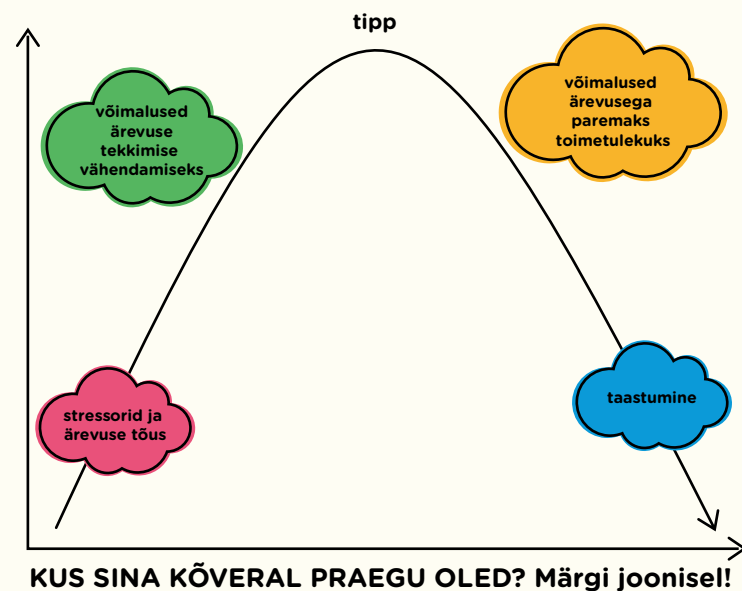 tipp
võimalused
ärevuse
tekkimise
vähendamiseks
võimalused
ärevusega
paremaks
toimetulekuks
stressorid ja
ärevuse tõus
taastumine
KUS SINA KÕVERAL PRAEGU OLED? Märgi joonisel!